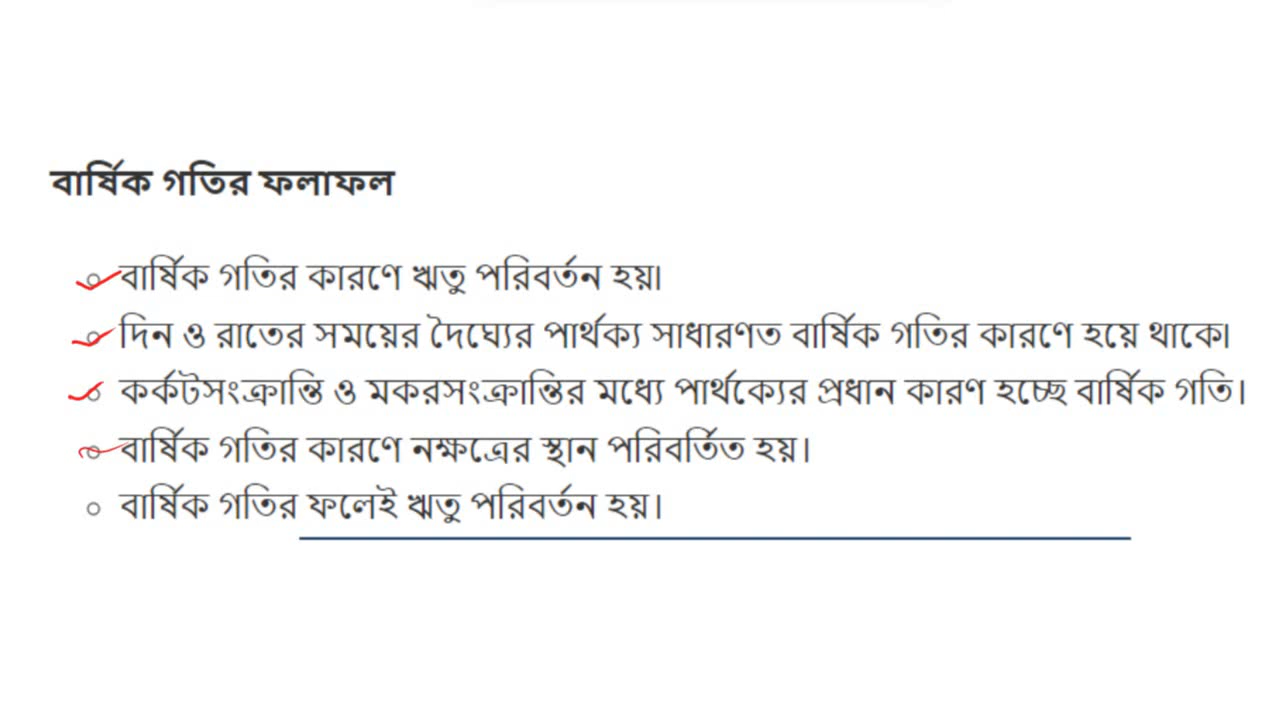 বার্ষিক গতির ফলাফল
বার্ষিক গতির কারণে ঋতু পরিবর্তন হয়।
দিন ও রাতের সময়ের দৈঘ্যের পার্থক্য সাধারণত বার্ষিক গতির কারণে হয়ে থাকে।
কর্কটসংক্রান্তি ও মকরসংক্রান্তির মধ্যে পার্থক্যের প্রধান কারণ হচ্ছে বার্ষিক গতি।
বার্ষিক গতির কারণে নক্ষত্রের স্থান পরিবর্তিত হয়।
বার্ষিক গতির ফলেই ঋতু পরিবর্তন হয়।